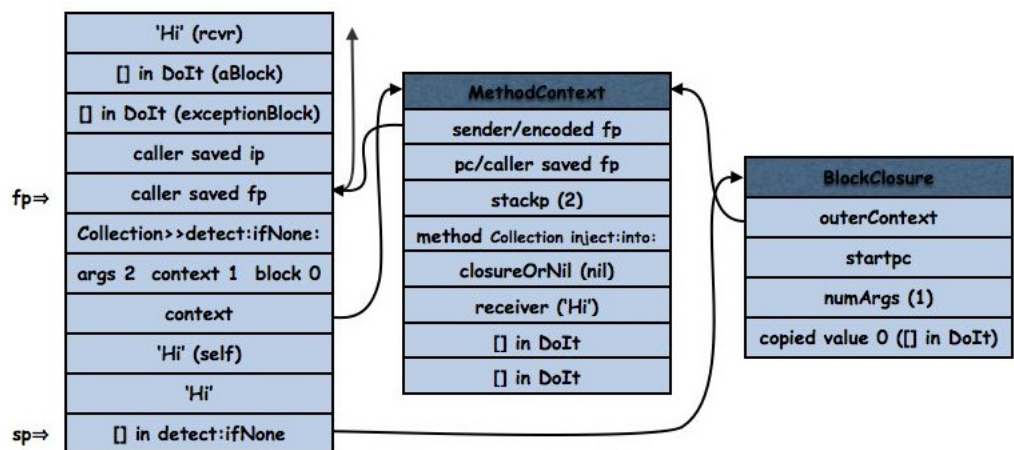 'Hi' (rcvr)
[] in DoIt (aBlock)
[] in DoIt (exceptionBlock)
caller saved ip
fp⇒ caller saved fp
Collection>>detect:ifNone:
args 2 context 1 block 0
context
'Hi' (self)
'Hi'
sp⇒ [] in detect:ifNone
MethodContext
sender/encoded fp
pc/caller saved fp
stackp (2)
method Collection inject:into:
closureOrNil (nil)
receiver ('Hi')
[] in DoIt
[] in DoIt
BlockClosure
outerContext
startpc
numArgs (1)
copied value 0 ([] in DoIt)